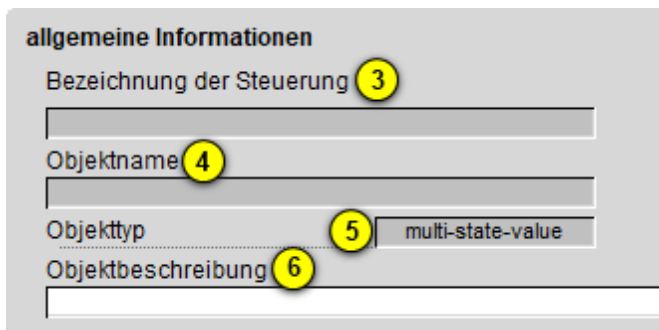 allgemeine Informationen
Bezeichnung der Steuerung 3
Objektname 4
Objekttyp 5 multi-state-value
Objektbeschreibung 6